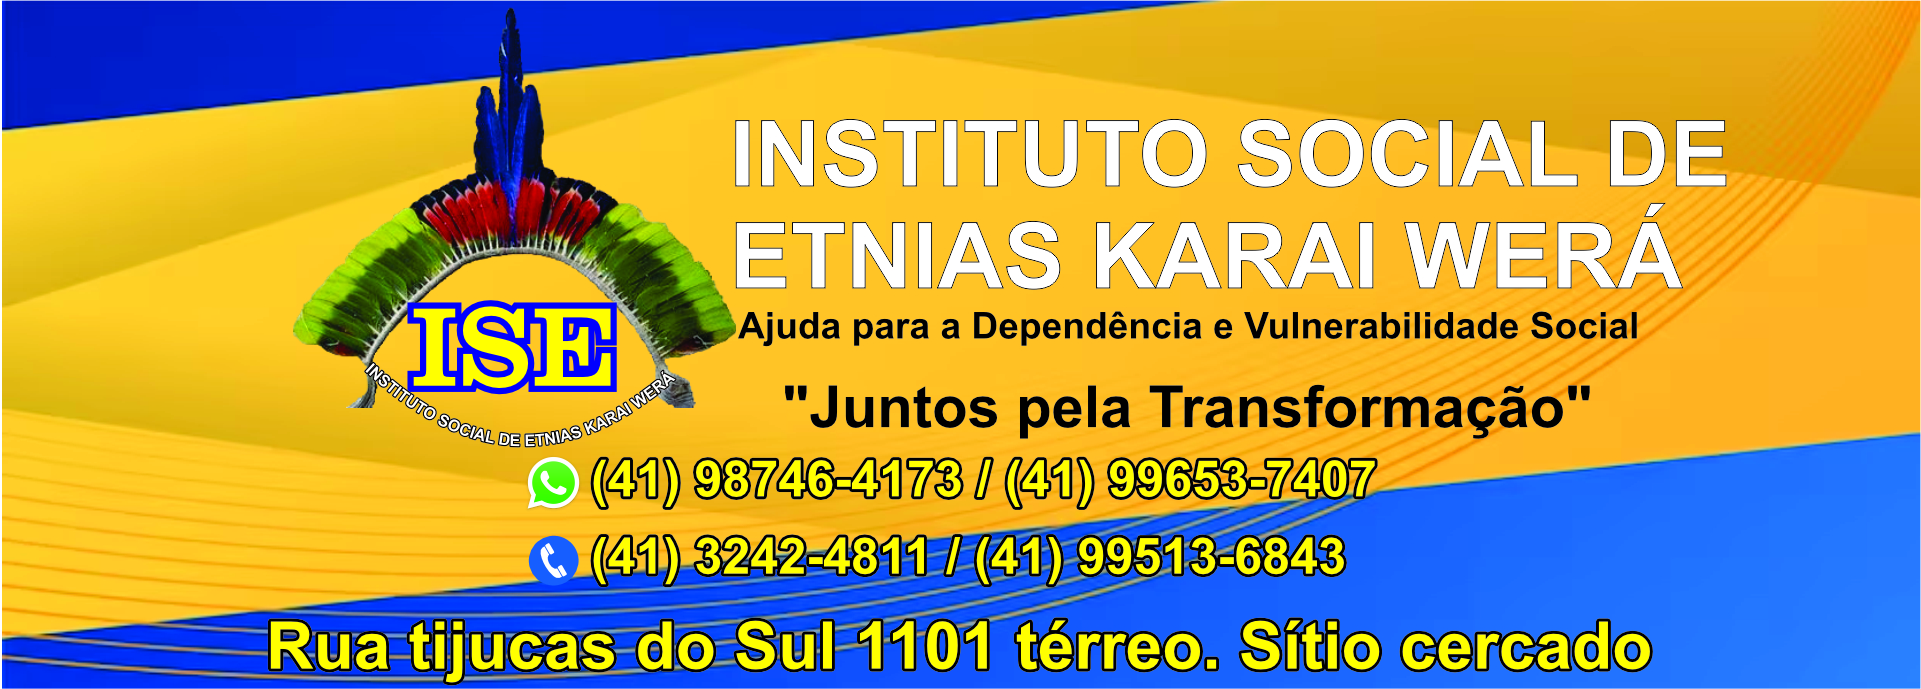 INSTITUTO SOCIAL DE
ETNIAS KARAI WERÁ
Ajuda para a Dependência e Vulnerabilidade Social
"Juntos pela Transformação"
ISE
INSTITUTO SOCIAL DE ETNIAS KARAI WERÁ
(41) 98746-4173 / (41) 99653-7407
(41) 3242-4811 / (41) 99513-6843
Rua tijucas do Sul 1101 térreo. Sítio cercado